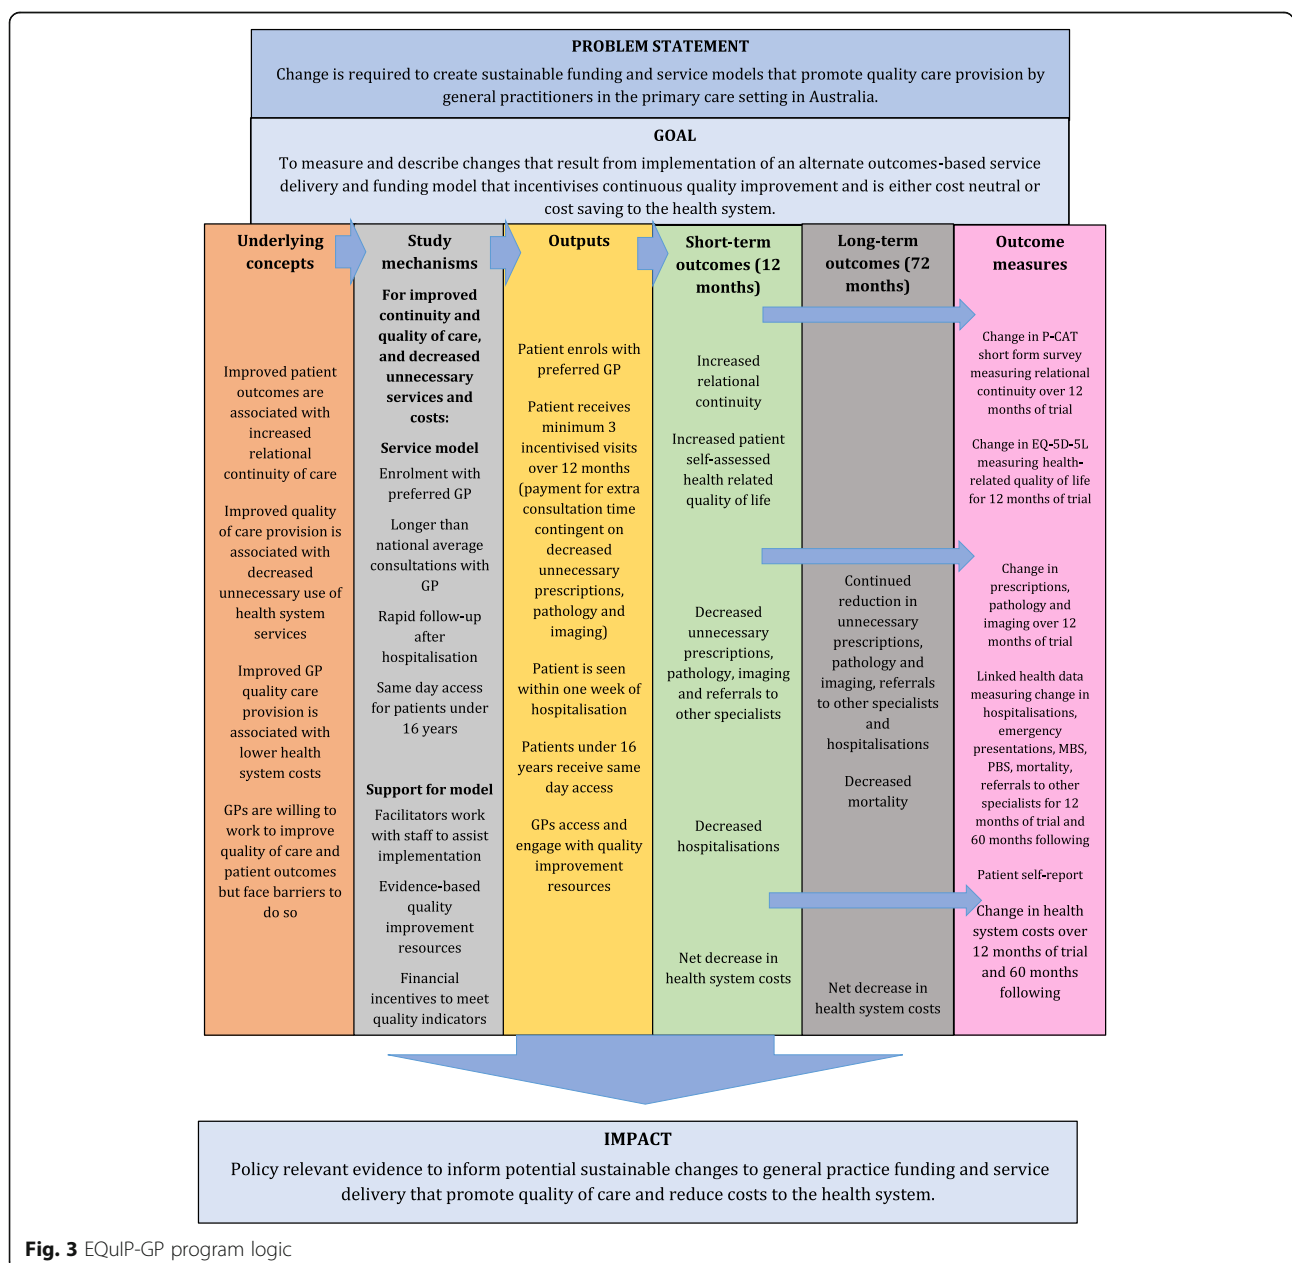 PROBLEM STATEMENT
Change is required to create sustainable funding and service models that promote quality care provision by
general practitioners in the primary care setting in Australia.
GOAL
To measure and describe changes that result from implementation of an alternate outcomes-based service
delivery and funding model that incentivises continuous quality improvement and is either cost neutral or
cost saving to the health system.
Underlying
concepts
Improved patient
outcomes are
associated with
increased
relational
continuity of care
Improved quality
of care provision is
associated with
decreased
unnecessary use of
health system
services
Improved GP
quality care
provision is
associated with
lower health
system costs
GPs are willing to
work to improve
quality of care and
patient outcomes
but face barriers to
do so
Study
mechanisms
For improved
continuity and
quality of care,
and decreased
unnecessary
services and
costs:
Service model
Enrolment with
preferred GP
Longer than
national average
consultations with
GP
Rapid follow-up
after
hospitalisation
Same day access
for patients under
16 years
Support for model
Facilitators work
with staff to assist
implementation
Evidence-based
quality
improvement
resources
Financial
incentives to meet
quality indicators
Outputs
Patient enrols with
preferred GP
Patient receives
minimum 3
incentivised visits
over 12 months
(payment for extra
consultation time
contingent on
decreased
unnecessary
prescriptions,
pathology and
imaging)
Patient is seen
within one week of
hospitalisation
Patients under 16
years receive same
day access
GPs access and
engage with quality
improvement
resources
Short-term
outcomes (12
months)
Increased
relational
continuity
Increased patient
self-assessed
health related
quality of life
Decreased
unnecessary
prescriptions,
pathology, imaging
and referrals to
other specialists
Decreased
hospitalisations
Net decrease in
health system costs
Long-term
outcomes (72
months)
Continued
reduction in
unnecessary
prescriptions,
pathology and
imaging, referrals
to other specialists
and
hospitalisations
Decreased
mortality
Net decrease in
health system costs
Outcome
measures
Change in P-CAT
short form survey
measuring relational
continuity over 12
months of trial
Change in EQ-5D-5L
measuring health-
related quality of life
for 12 months of trial
Change in
prescriptions,
pathology and
imaging over 12
months of trial
Linked health data
measuring change in
hospitalisations,
emergency
presentations, MBS,
PBS, mortality,
referrals to other
specialists for 12
months of trial and
60 months following
Patient self-report
Change in health
system costs over
12 months of trial
and 60 months
following
IMPACT
Policy relevant evidence to inform potential sustainable changes to general practice funding and service
delivery that promote quality of care and reduce costs to the health system.
Fig. 3 EQuIP-GP program logic